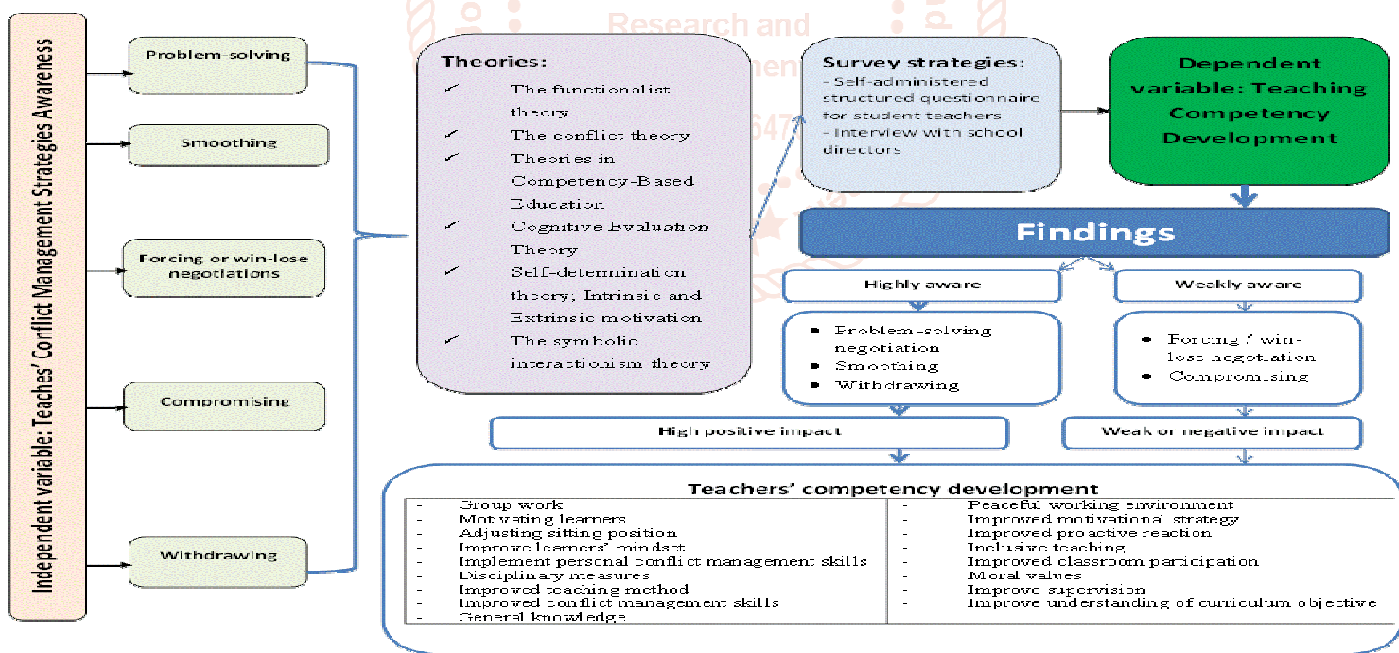 Independent variable: Teaches' Conflict Management Strategies Awareness
Problem-solving
Smoothing
Forcing or win-lose
negotiations
Compromising
Withdrawing
Research and
Theories:
✓ The functionalist
theory
✓ The conflict theory
✓ Theories in
Competency-Based
Education
✓ Cognitive Evaluation
Theory
✓ Self-determination
theory; Intrinsic and
Extrinsic motivation
✓ The symbolic
interactionism theory
Survey strategies:
- Self-administered
structured questionnaire
for student teachers
- Interview with school
directors
Dependent
variable: Teaching
Competency
Development
Findings
Highly aware
Weakly aware
• Problem-solving
negotiation
• Smoothing
• Withdrawing
• Forcing / win-
lose negotiation
• Compromising
High positive impact
Weak or negative impact
Teachers' competency development
- Group work
- Motivating learners
- Adjusting sitting position
- Improve learners' mindset
- Implement personal conflict management skills
- Disciplinary measures
- Improved teaching method
- Improved conflict management skills
- General knowledge
- Peaceful working environment
- Improved motivational strategy
- Improved proactive reaction
- Inclusive teaching
- Improved classroom participation
- Moral values
- Improve supervision
- Improve understanding of curriculum objective